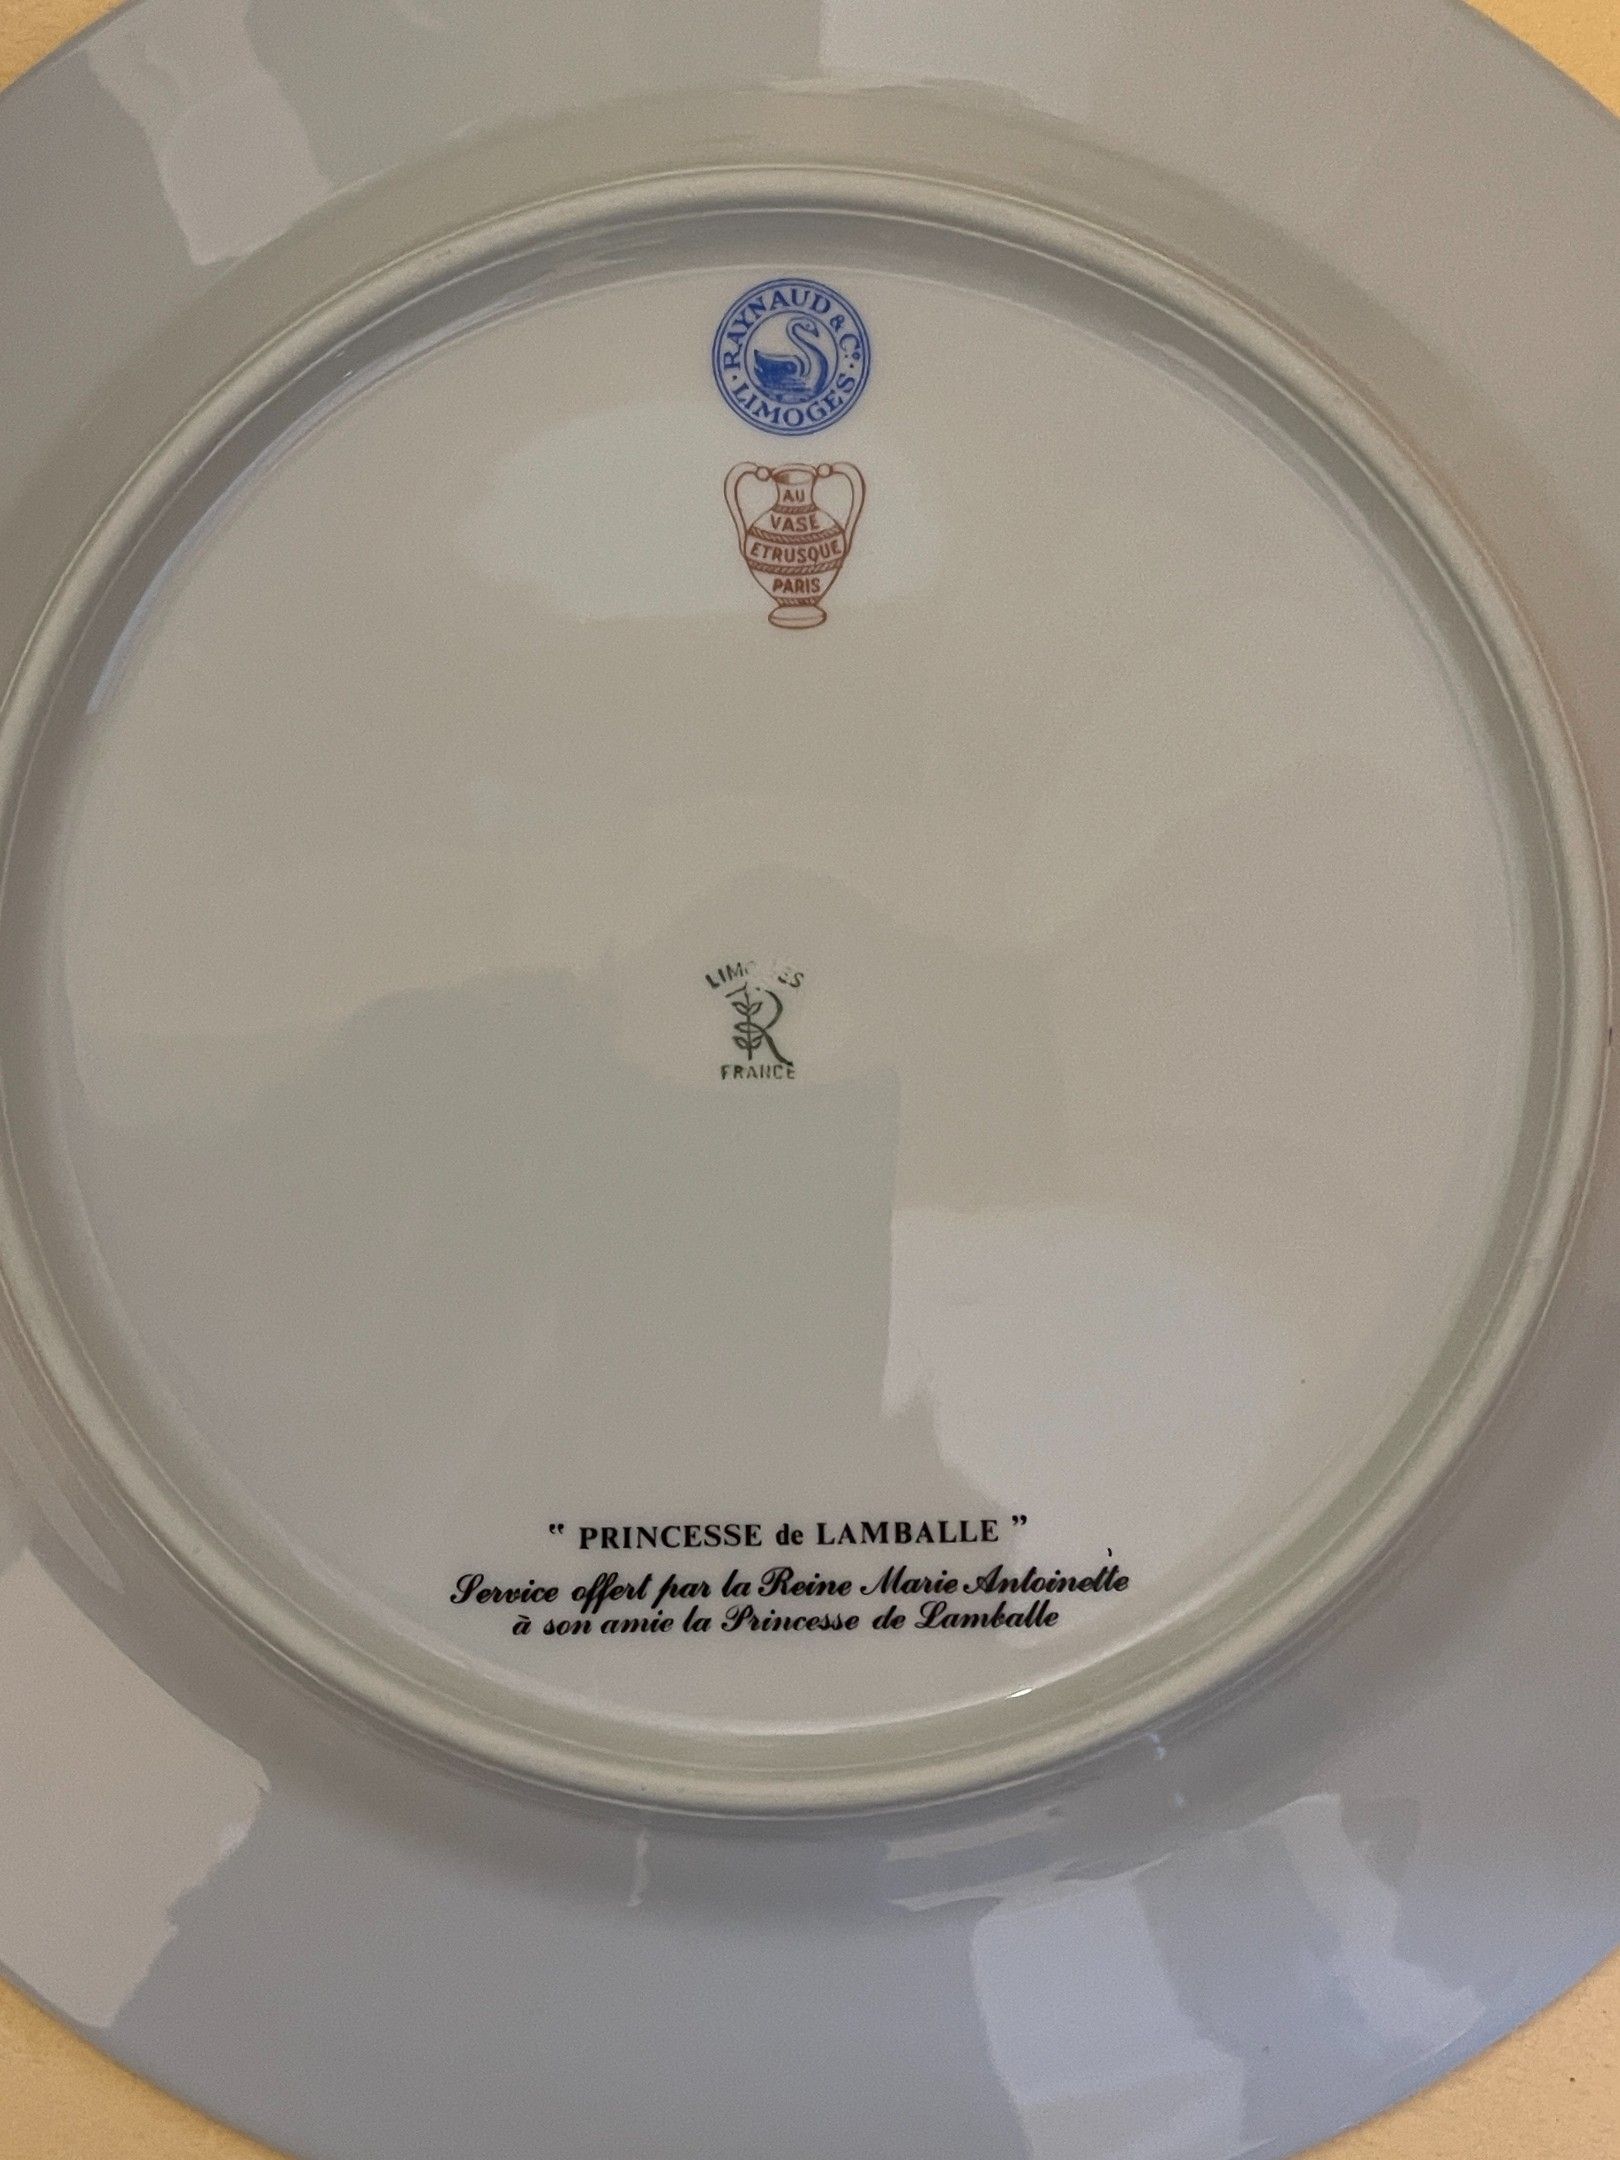 RAYNAUD & Co.
· LIMOGES ·
AU
VASE
ETRUSQUE
PARIS
LIMOGES
R
FRANCE
" PRINCESSE de LAMBALLE "
Service offert par la Reine Marie Antoinette
à son amie la Princesse de Lamballe